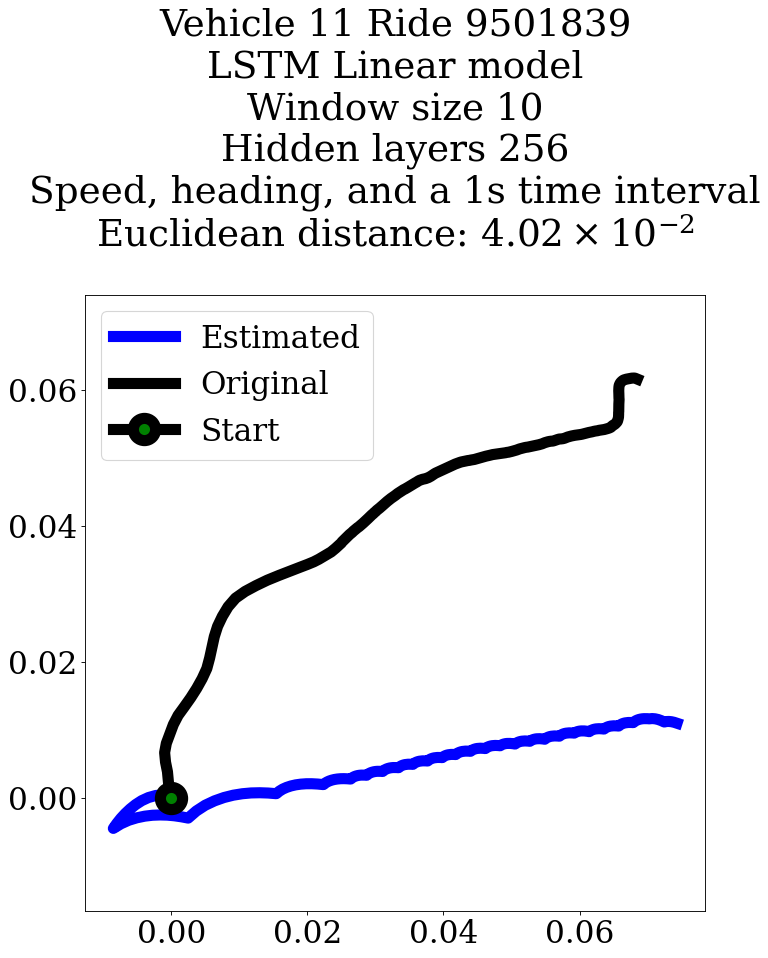 Vehicle 11 Ride 9501839
LSTM Linear model
Window size 10
Hidden layers 256
Speed, heading, and a 1s time interval
Euclidean distance: 4.02 × 10⁻²
Estimated
Original
Start
0.06
0.04
0.02
0.00
0.00 0.02 0.04 0.06